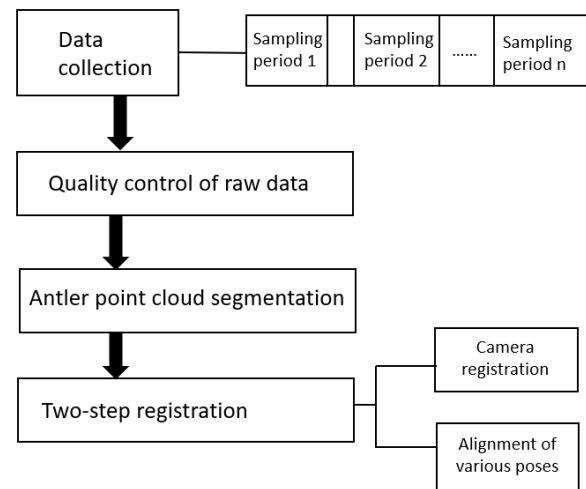 Data
collection
Sampling
period 1
Sampling
period 2
......
Sampling
period n
Quality control of raw data
Antler point cloud segmentation
Two-step registration
Camera
registration
Alignment of
various poses